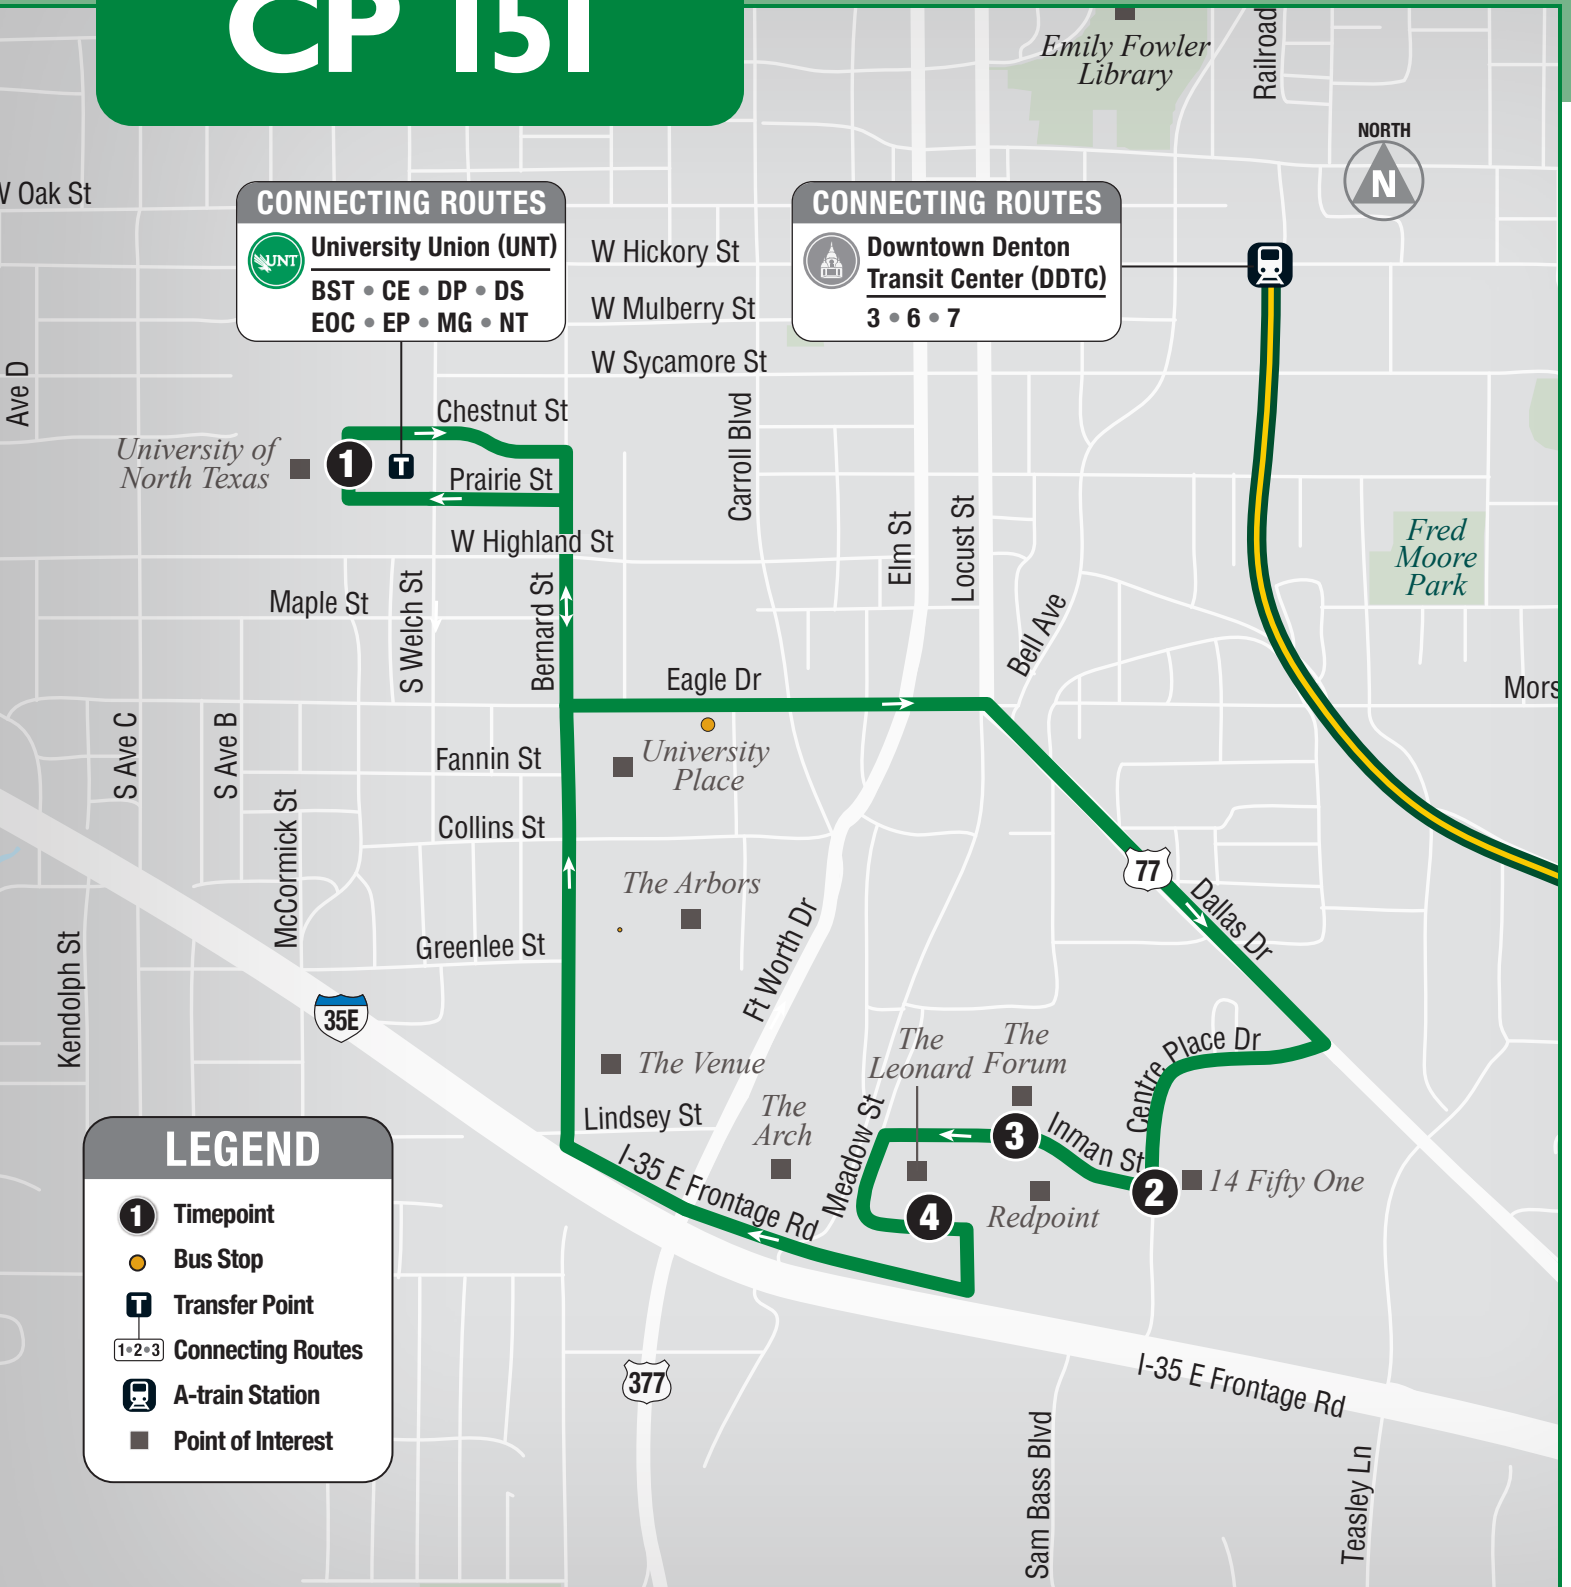 CP 151
Emily Fowler
Library
Railroad
NORTH
N
W Oak St
CONNECTING ROUTES
UNT
University Union (UNT)
BST • CE • DP • DS
EOC • EP • MG • NT
W Hickory St
W Mulberry St
W Sycamore St
CONNECTING ROUTES
Downtown Denton
Transit Center (DDTC)
3 • 6 • 7
Ave D
Chestnut St
University of
North Texas
1
T
Prairie St
Carroll Blvd
W Highland St
Elm St
Locust St
Fred
Moore
Park
Maple St
S Welch St
Bernard St
Bell Ave
Eagle Dr
Mors
S Ave C
S Ave B
Fannin St
University
Place
McCormick St
Collins St
77
Dallas Dr
The Arbors
Ft Worth Dr
Greenlee St
Kendolph St
35E
The Venue
The
Leonard
The
Forum
Centre Place Dr
Lindsey St
The
Arch
Meadow St
3
Inman St
2
14 Fifty One
I-35 E Frontage Rd
4
Redpoint
377
I-35 E Frontage Rd
Sam Bass Blvd
Teasley Ln
LEGEND
1
Timepoint
Bus Stop
T
Transfer Point
1•2•3
Connecting Routes
A-train Station
Point of Interest